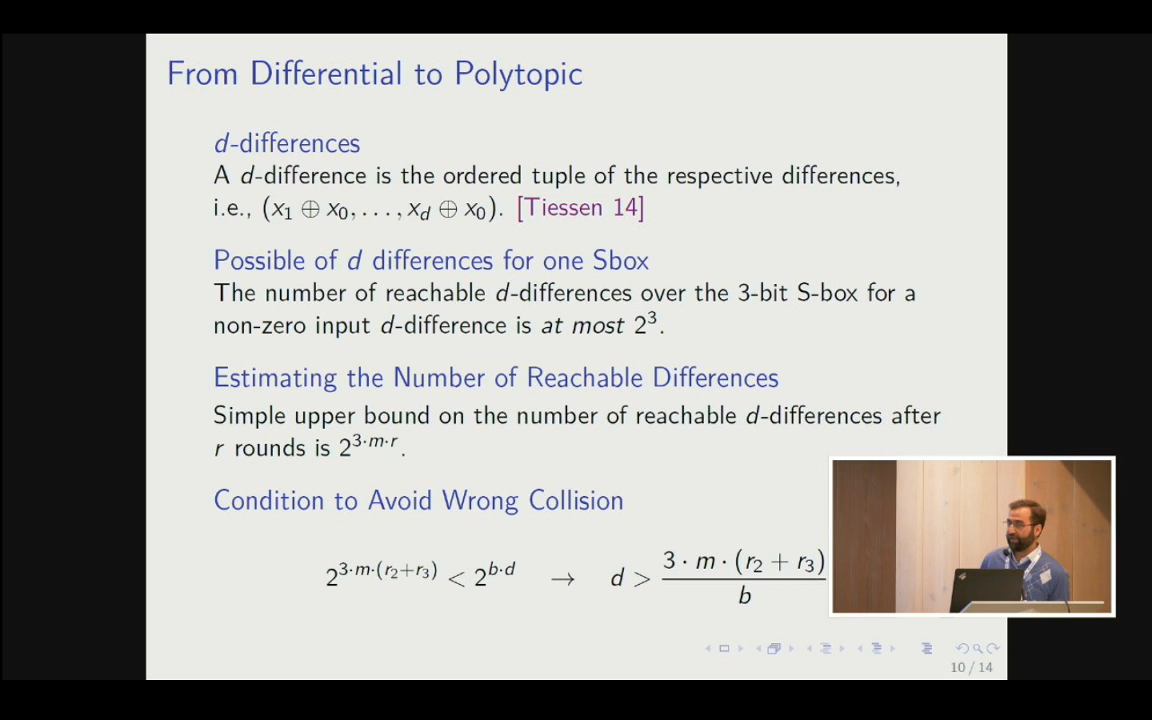 From Differential to Polytopic
d-differences
A d-difference is the ordered tuple of the respective differences,
i.e., (x₁ ⊕ x₀, . . . , x_d ⊕ x₀). [Tiessen 14]
Possible of d differences for one Sbox
The number of reachable d-differences over the 3-bit S-box for a
non-zero input d-difference is at most 2³.
Estimating the Number of Reachable Differences
Simple upper bound on the number of reachable d-differences after
r rounds is 2^{3·m·r}.
Condition to Avoid Wrong Collision
2^{3·m·(r₂+r₃)} < 2^{b·d} → d > \frac{3 · m · (r₂ + r₃)}{b}
10 / 14